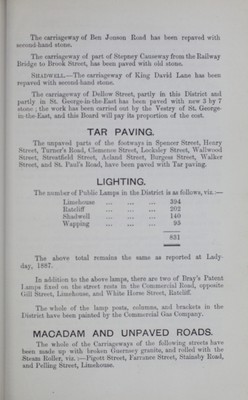 The carriageway of Ben Jonson Road has been repaved with
second-hand stone.
The carriageway of part of Stepney Causeway from the Railway
Bridge to Brook Street, has been paved with old stone.
SHADWELL.—The carriageway of King David Lane has been
repaved with second-hand stone.
The carriageway of Dellow Street, partly in this District and
partly in St. George-in-the-East has been paved with new 3 by 7
stone; the work has been carried out by the Vestry of St. George-
in-the-East, and this Board will pay its proportion of the cost.
TAR PAVING.
The unpaved parts of the footways in Spencer Street, Henry
Street, Turner's Road, Clemence Street, Locksley Street, Wallwood
Street, Streatfield Street, Acland Street, Burgess Street, Walker
Street, and St. Paul's Road, have been paved with Tar paving.
LIGHTING.
The number of Public Lamps in the District is as follows, viz.:—
Limehouse ... ... ... 394
Ratcliff ... ... ... 202
Shadwell ... ... ... 140
Wapping ... ... ... 95
831
The above total remains the same as reported at Lady
day, 1887.
In addition to the above lamps, there are two of Bray's Patent
Lamps fixed on the street rests in the Commercial Road, opposite
Gill Street, Limehouse, and White Horse Street, Ratcliff.
The whole of the lamp posts, columns, and brackets in the
District have been painted by the Commercial Gas Company.
MACADAM AND UNPAVED ROADS.
The whole of the Carriageways of the following streets have
been made up with broken Guernsey granite, and rolled with the
Steam Roller, viz.:—Pigott Street, Farrance Street, Stainsby Road,
and Pelling Street, Limehouse.